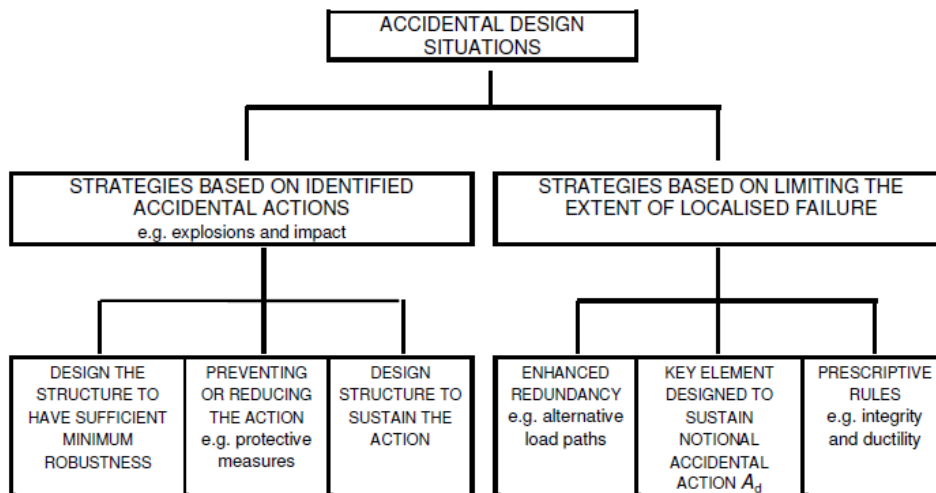 ACCIDENTAL DESIGN
SITUATIONS
STRATEGIES BASED ON IDENTIFIED
ACCIDENTAL ACTIONS
e.g. explosions and impact
STRATEGIES BASED ON LIMITING THE
EXTENT OF LOCALISED FAILURE
DESIGN THE
STRUCTURE TO
HAVE SUFFICIENT
MINIMUM
ROBUSTNESS
PREVENTING
OR REDUCING
THE ACTION
e.g. protective
measures
DESIGN
STRUCTURE TO
SUSTAIN THE
ACTION
ENHANCED
REDUNDANCY
e.g. alternative
load paths
KEY ELEMENT
DESIGNED TO
SUSTAIN
NOTIONAL
ACCIDENTAL
ACTION Ad
PRESCRIPTIVE
RULES
e.g. integrity
and ductility